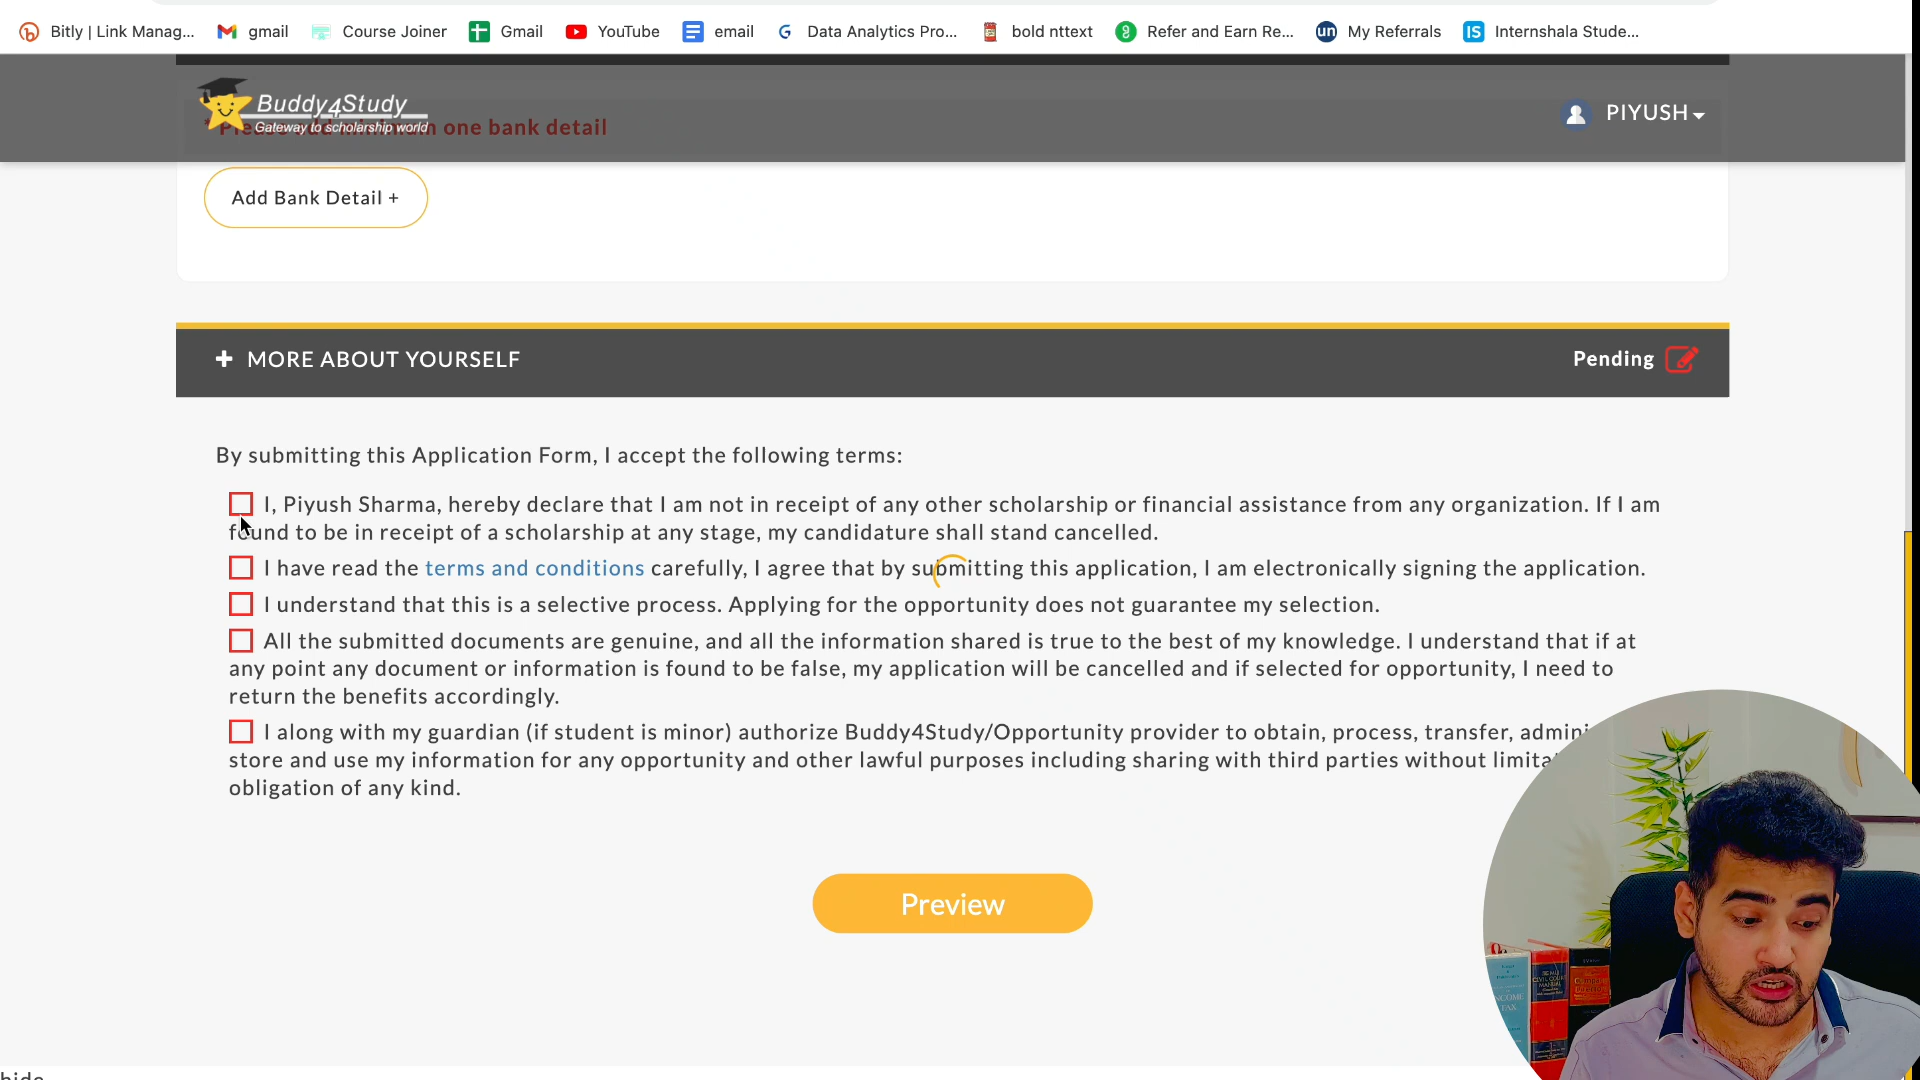 Bitly | Link Manag...
gmail
Course Joiner
Gmail
YouTube
email
Data Analytics Pro...
bold nttext
Refer and Earn Re...
My Referrals
Internshala Stude...
Buddy4Study
Gateway to scholarship world
PIYUSH
one bank detail
Add Bank Detail +
MORE ABOUT YOURSELF
Pending
By submitting this Application Form, I accept the following terms:
I, Piyush Sharma, hereby declare that I am not in receipt of any other scholarship or financial assistance from any organization. If I am
found to be in receipt of a scholarship at any stage, my candidature shall stand cancelled.
I have read the terms and conditions carefully, I agree that by submitting this application, I am electronically signing the application.
I understand that this is a selective process. Applying for the opportunity does not guarantee my selection.
All the submitted documents are genuine, and all the information shared is true to the best of my knowledge. I understand that if at
any point any document or information is found to be false, my application will be cancelled and if selected for opportunity, I need to
return the benefits accordingly.
I along with my guardian (if student is minor) authorize Buddy4Study/Opportunity provider to obtain, process, transfer, admini
store and use my information for any opportunity and other lawful purposes including sharing with third parties without limita
obligation of any kind.
Preview
INCOME
TAX